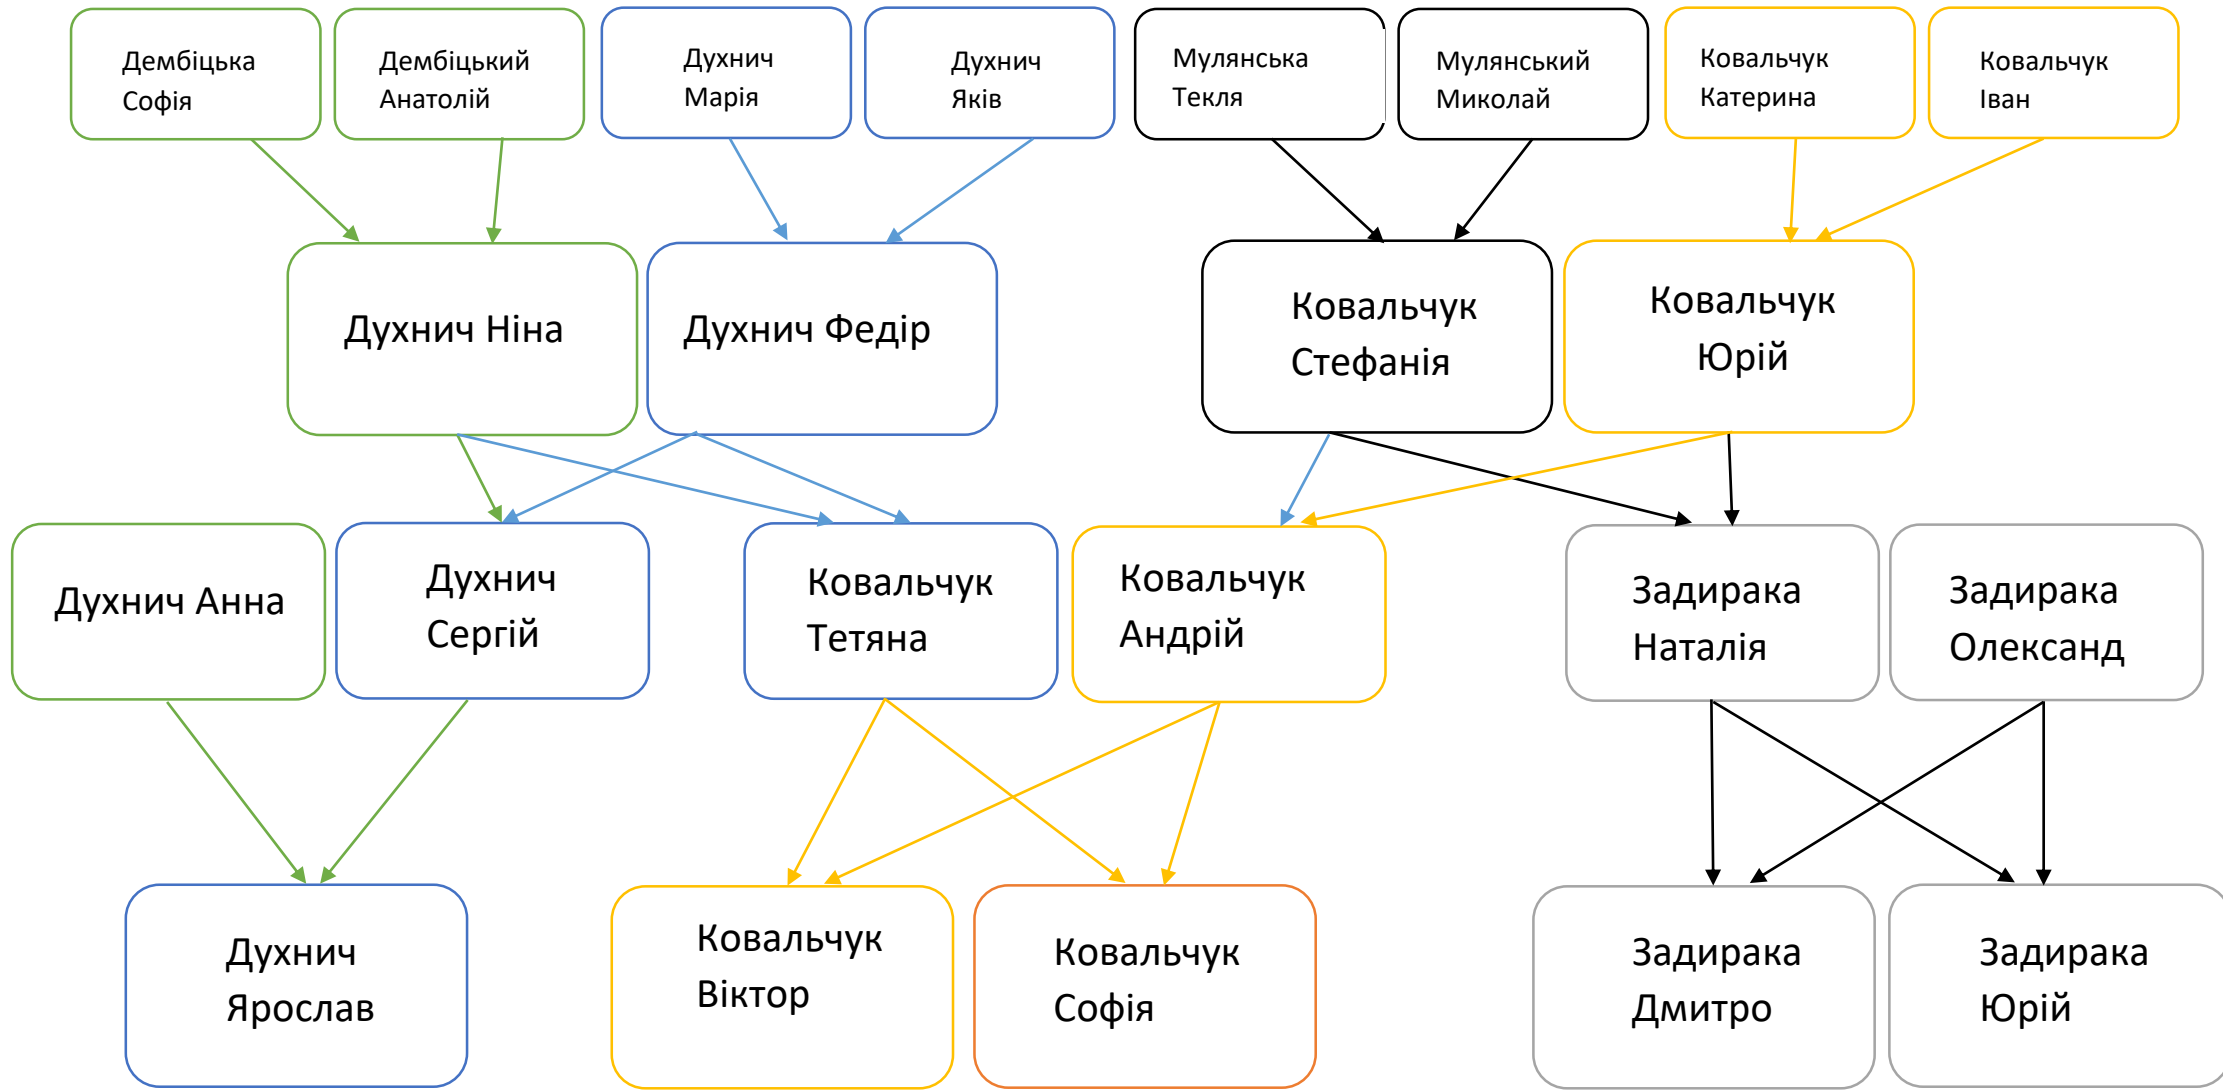 Дембіцька
Софія
Дембіцький
Анатолій
Духнич
Марія
Духнич
Яків
Мулянська
Текля
Мулянський
Миколай
Ковальчук
Катерина
Ковальчук
Іван
Духнич Ніна
Духнич Федір
Ковальчук
Стефанія
Ковальчук
Юрій
Духнич Анна
Духнич
Сергій
Ковальчук
Тетяна
Ковальчук
Андрій
Задирака
Наталія
Задирака
Олександ
Духнич
Ярослав
Ковальчук
Віктор
Ковальчук
Софія
Задирака
Дмитро
Задирака
Юрій